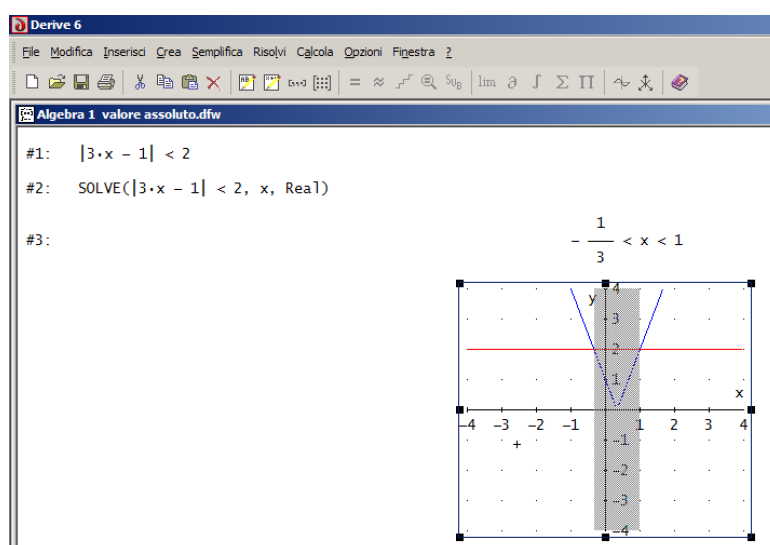 Derive 6
File Modifica Inserisci Crea Semplifica Risolvi Calcola Opzioni Finestra ?
= ≈ SUB lim ∂ ∫ Σ Π
Algebra 1 valore assoluto.dfw
#1: |3·x - 1| < 2
#2: SOLVE(|3·x - 1| < 2, x, Real)
#3: - 1/3 < x < 1
4
y
3
2
1
x
-4 -3 -2 -1 1 2 3 4
-1
-2
-3
-4